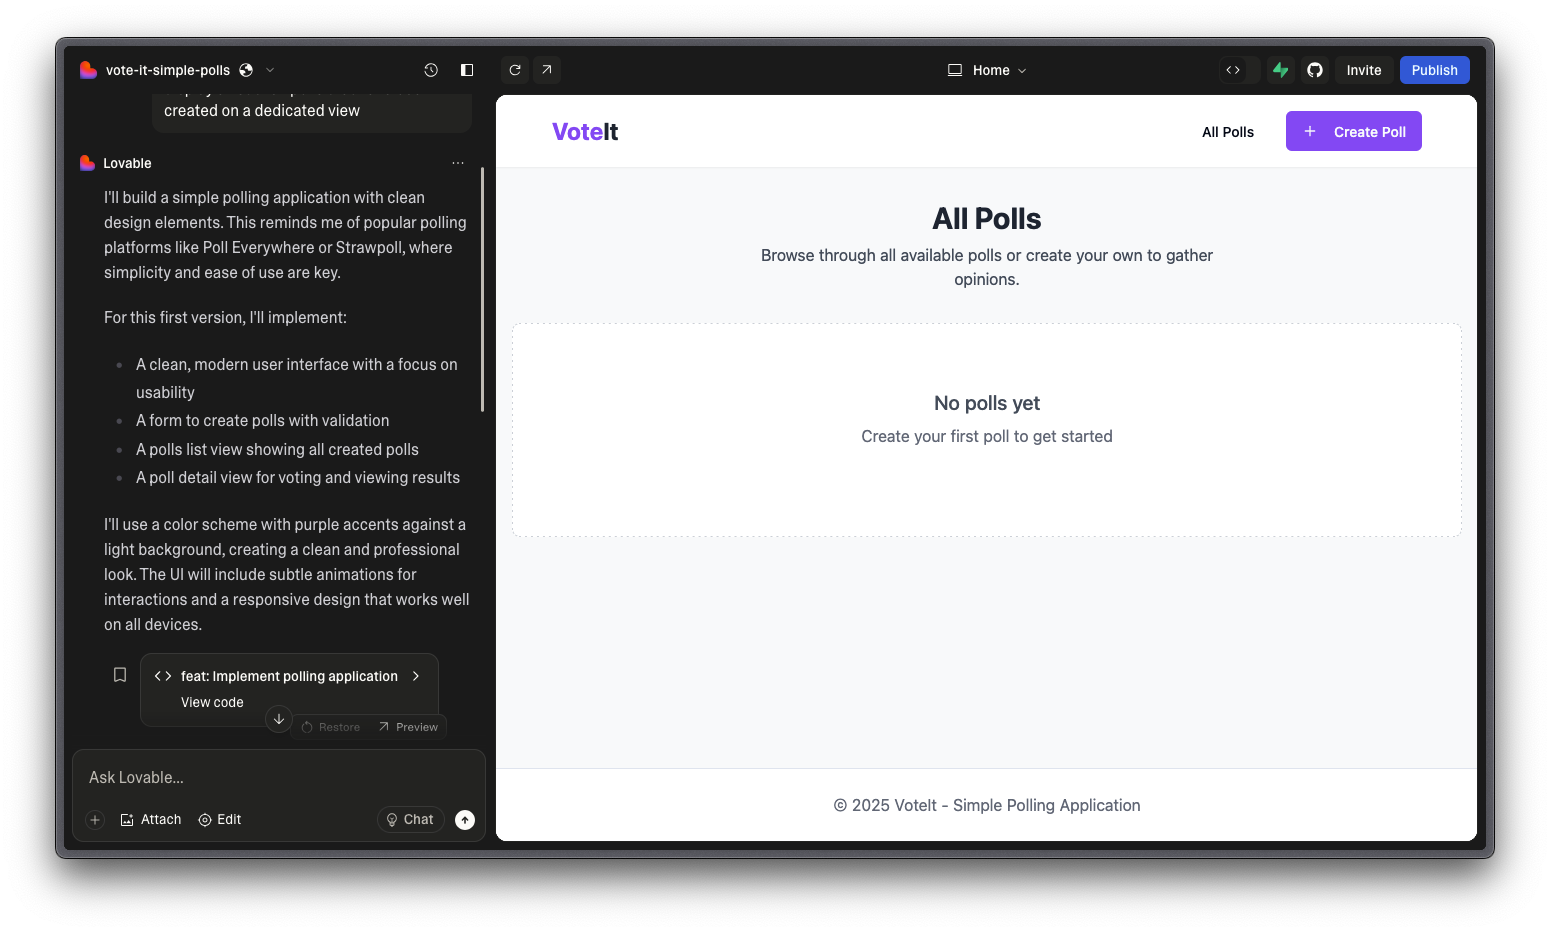 vote-it-simple-polls
Home
Invite
Publish
created on a dedicated view
Lovable
I'll build a simple polling application with clean
design elements. This reminds me of popular polling
platforms like Poll Everywhere or Strawpoll, where
simplicity and ease of use are key.
For this first version, I'll implement:
A clean, modern user interface with a focus on
usability
A form to create polls with validation
A polls list view showing all created polls
A poll detail view for voting and viewing results
I'll use a color scheme with purple accents against a
light background, creating a clean and professional
look. The UI will include subtle animations for
interactions and a responsive design that works well
on all devices.
feat: Implement polling application
View code
Restore
Preview
Ask Lovable...
Attach
Edit
Chat
VoteIt
All Polls
Create Poll
All Polls
Browse through all available polls or create your own to gather
opinions.
No polls yet
Create your first poll to get started
© 2025 VoteIt - Simple Polling Application